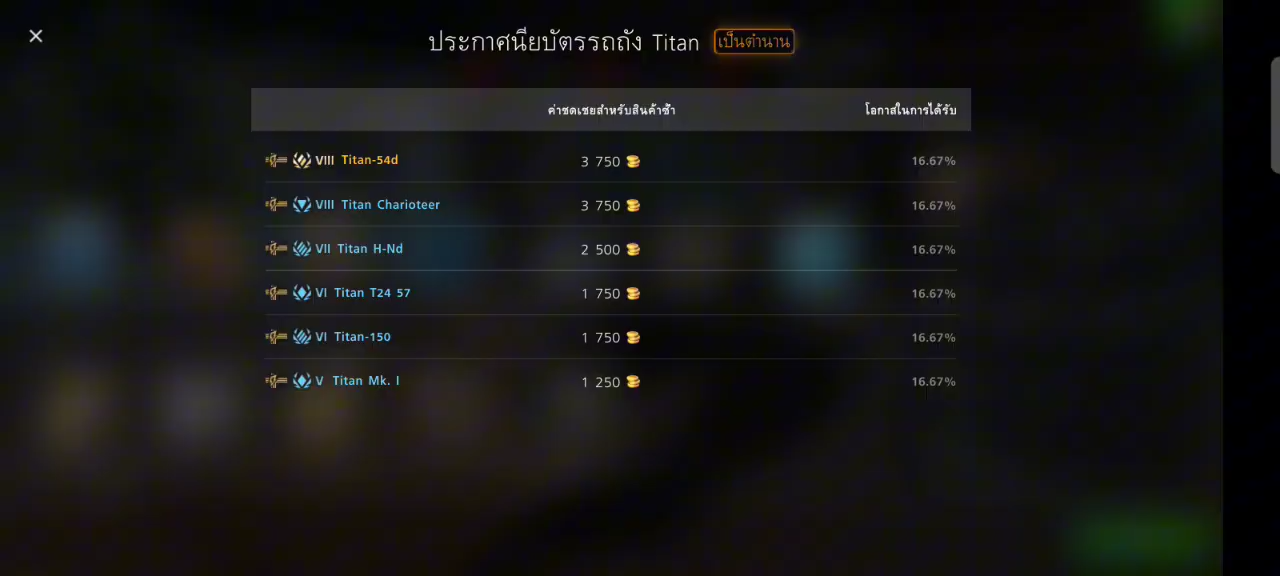 ประกาศนียบัตรรถถัง Titan เป็นตำนาน
ค่าชดเชยสำหรับสินค้าซ้ำ โอกาสในการได้รับ
VIII Titan-54d 3 750 16.67%
VIII Titan Charioteer 3 750 16.67%
VII Titan H-Nd 2 500 16.67%
VI Titan T24 57 1 750 16.67%
VI Titan-150 1 750 16.67%
V Titan Mk. I 1 250 16.67%